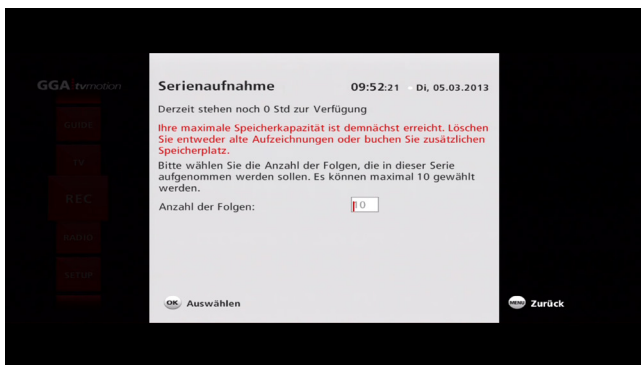 GGA tvmotion
GUIDE
TV
REC
RADIO
SETUP
Serienaufnahme
09:52:21 Di, 05.03.2013
Derzeit stehen noch 0 Std zur Verfügung
Ihre maximale Speicherkapazität ist demnächst erreicht. Löschen
Sie entweder alte Aufzeichnungen oder buchen Sie zusätzlichen
Speicherplatz.
Bitte wählen Sie die Anzahl der Folgen, die in dieser Serie
aufgenommen werden sollen. Es können maximal 10 gewählt
werden.
Anzahl der Folgen: 10
OK Auswählen
MENU Zurück